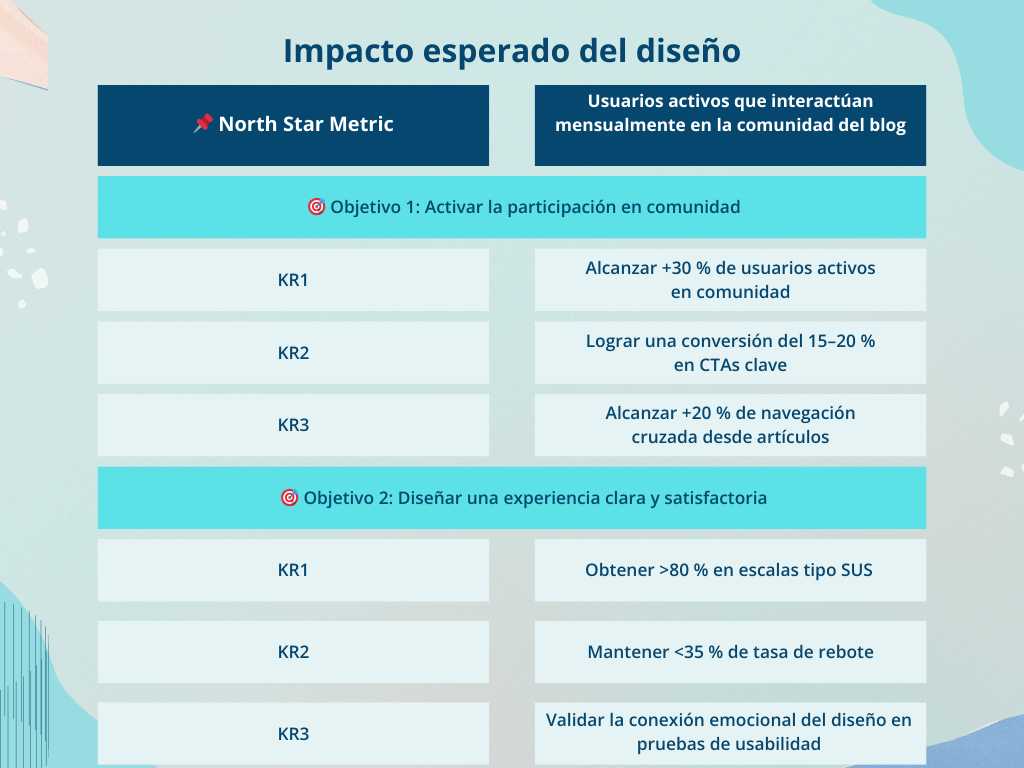 Impacto esperado del diseño
📌 North Star Metric
Usuarios activos que interactúan
mensualmente en la comunidad del blog
🎯 Objetivo 1: Activar la participación en comunidad
KR1
Alcanzar +30 % de usuarios activos
en comunidad
KR2
Lograr una conversión del 15–20 %
en CTAs clave
KR3
Alcanzar +20 % de navegación
cruzada desde artículos
🎯 Objetivo 2: Diseñar una experiencia clara y satisfactoria
KR1
Obtener >80 % en escalas tipo SUS
KR2
Mantener <35 % de tasa de rebote
KR3
Validar la conexión emocional del diseño en
pruebas de usabilidad